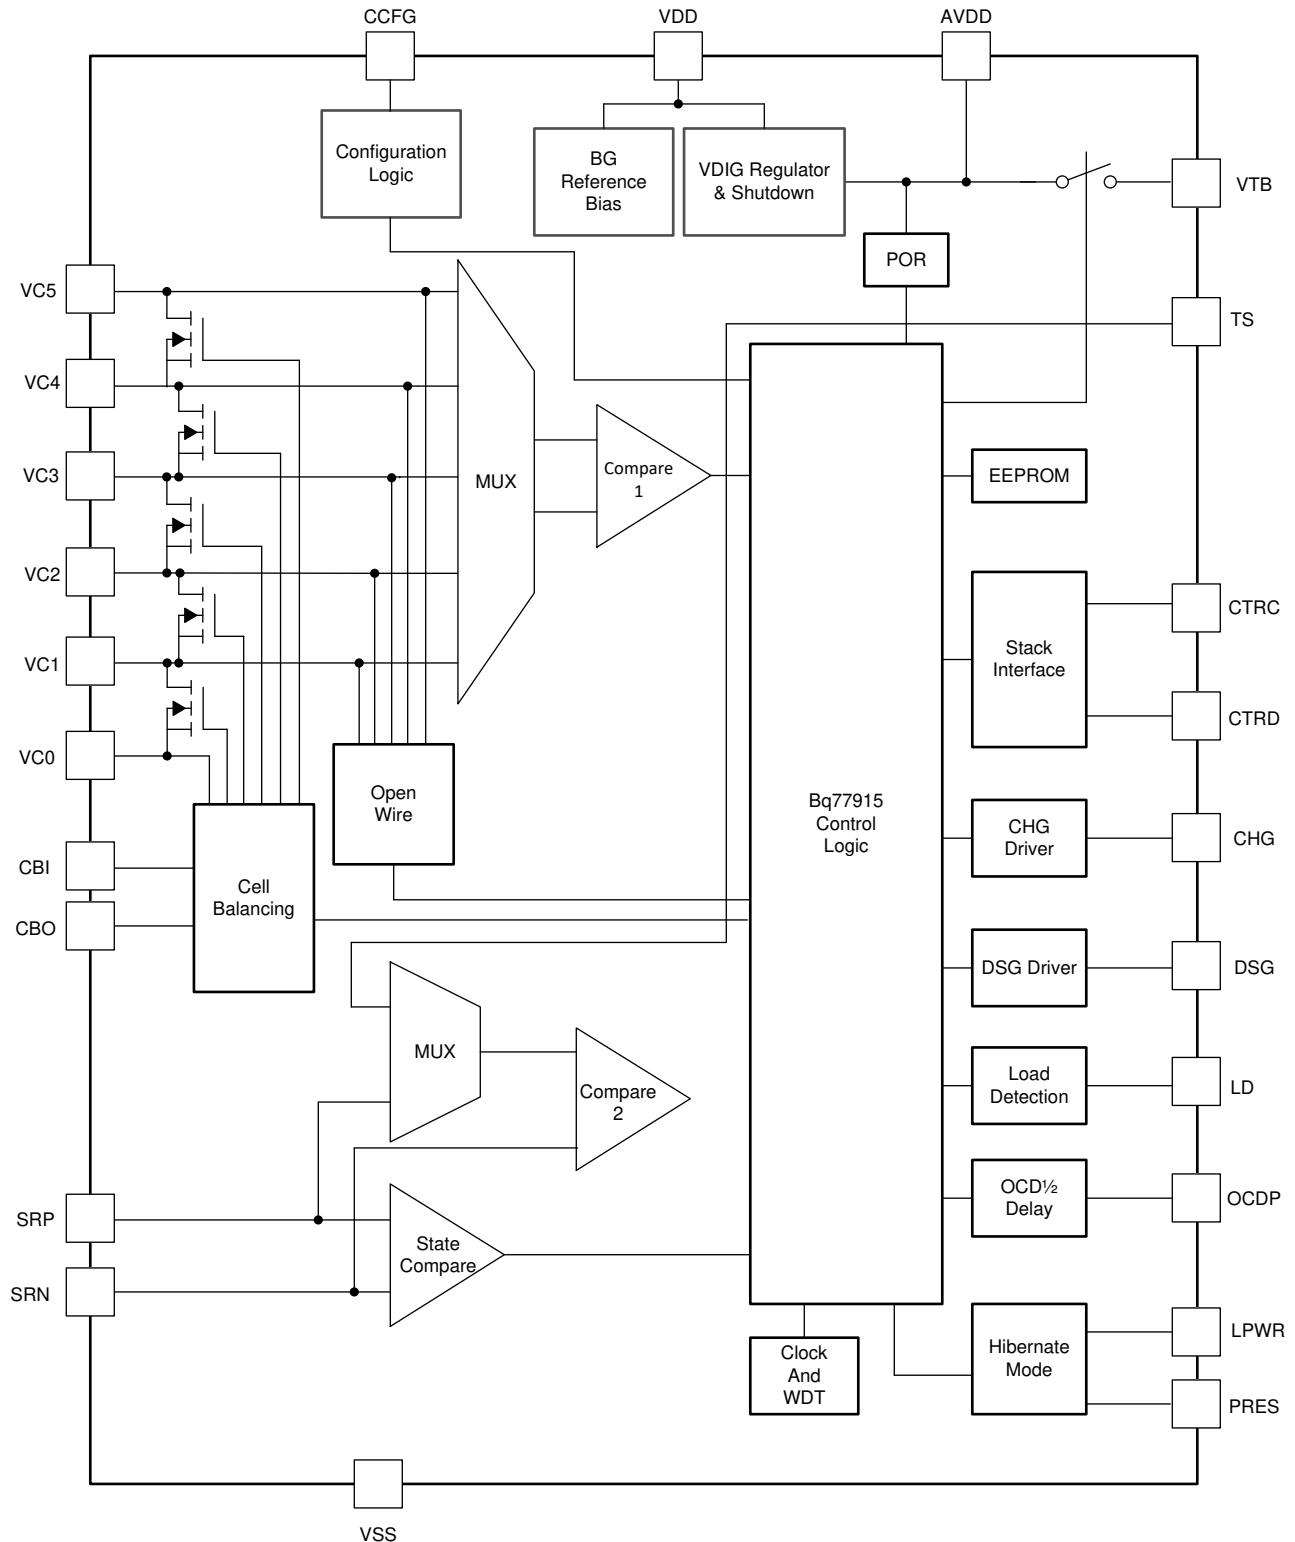 CCFG
VDD
AVDD
Configuration
Logic
BG
Reference
Bias
VDIG Regulator
& Shutdown
VTB
POR
VC5
TS
VC4
VC3
MUX
Compare
1
EEPROM
VC2
CTRC
VC1
Stack
Interface
CTRD
VC0
Open
Wire
Bq77915
Control
Logic
CHG
Driver
CHG
CBI
Cell
Balancing
CBO
DSG Driver
DSG
MUX
Compare
2
Load
Detection
LD
OCD½
Delay
OCDP
SRP
State
Compare
SRN
Clock
And
WDT
Hibernate
Mode
LPWR
PRES
VSS